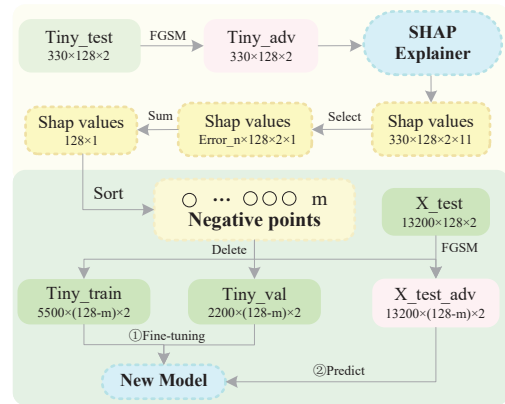 Tiny_test
330×128×2
FGSM
Tiny_adv
330×128×2
SHAP
Explainer
Shap values
128×1
Sum
Shap values
Error_n×128×2×1
Select
Shap values
330×128×2×11
Sort
○ ··· ○○○ m
Negative points
X_test
13200×128×2
Delete
FGSM
Tiny_train
5500×(128-m)×2
Tiny_val
2200×(128-m)×2
X_test_adv
13200×(128-m)×2
①Fine-tuning
New Model
②Predict